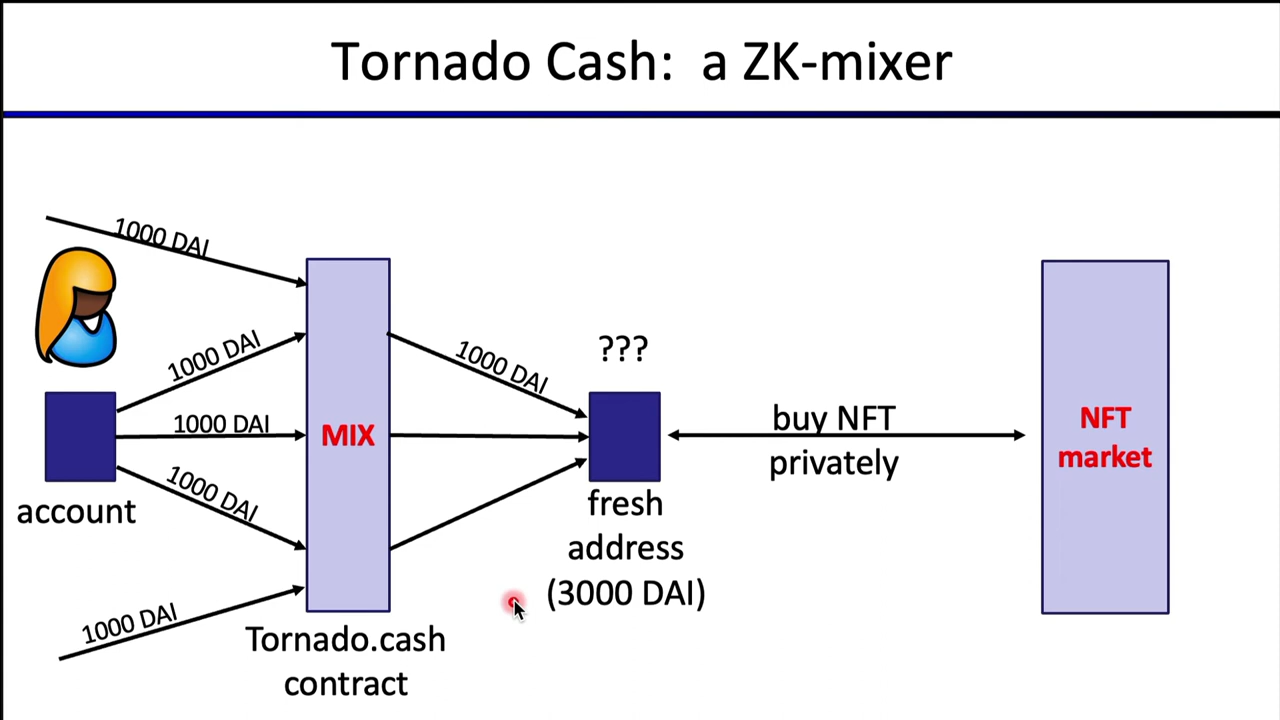 Tornado Cash: a ZK-mixer
1000 DAI
1000 DAI
1000 DAI
1000 DAI
1000 DAI
account
MIX
Tornado.cash
contract
1000 DAI
???
fresh
address
(3000 DAI)
buy NFT
privately
NFT
market